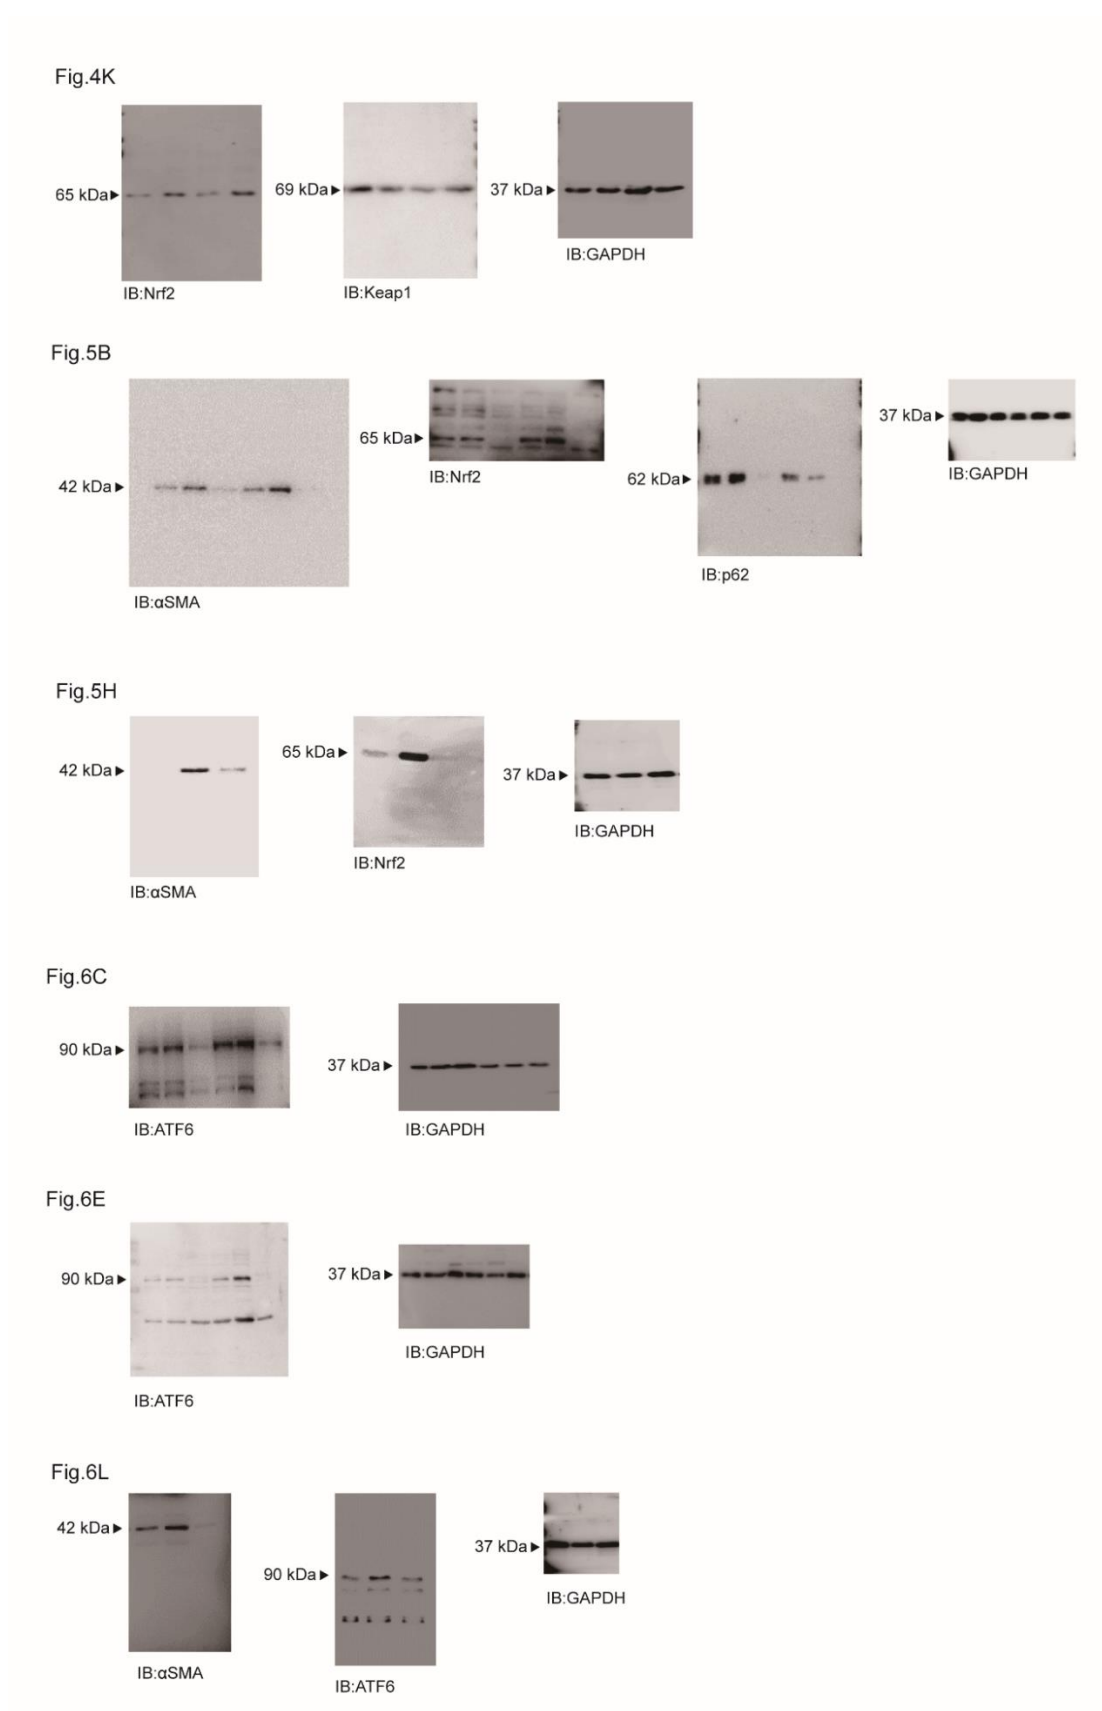 Fig.4K
65 kDa▶
69 kDa▶
37 kDa▶
IB:Nrf2
IB:Keap1
IB:GAPDH
Fig.5B
42 kDa▶
65 kDa▶
62 kDa▶
37 kDa▶
IB:αSMA
IB:Nrf2
IB:p62
IB:GAPDH
Fig.5H
42 kDa▶
65 kDa▶
37 kDa▶
IB:αSMA
IB:Nrf2
IB:GAPDH
Fig.6C
90 kDa▶
37 kDa▶
IB:ATF6
IB:GAPDH
Fig.6E
90 kDa▶
37 kDa▶
IB:ATF6
IB:GAPDH
Fig.6L
42 kDa▶
90 kDa▶
37 kDa▶
IB:αSMA
IB:ATF6
IB:GAPDH